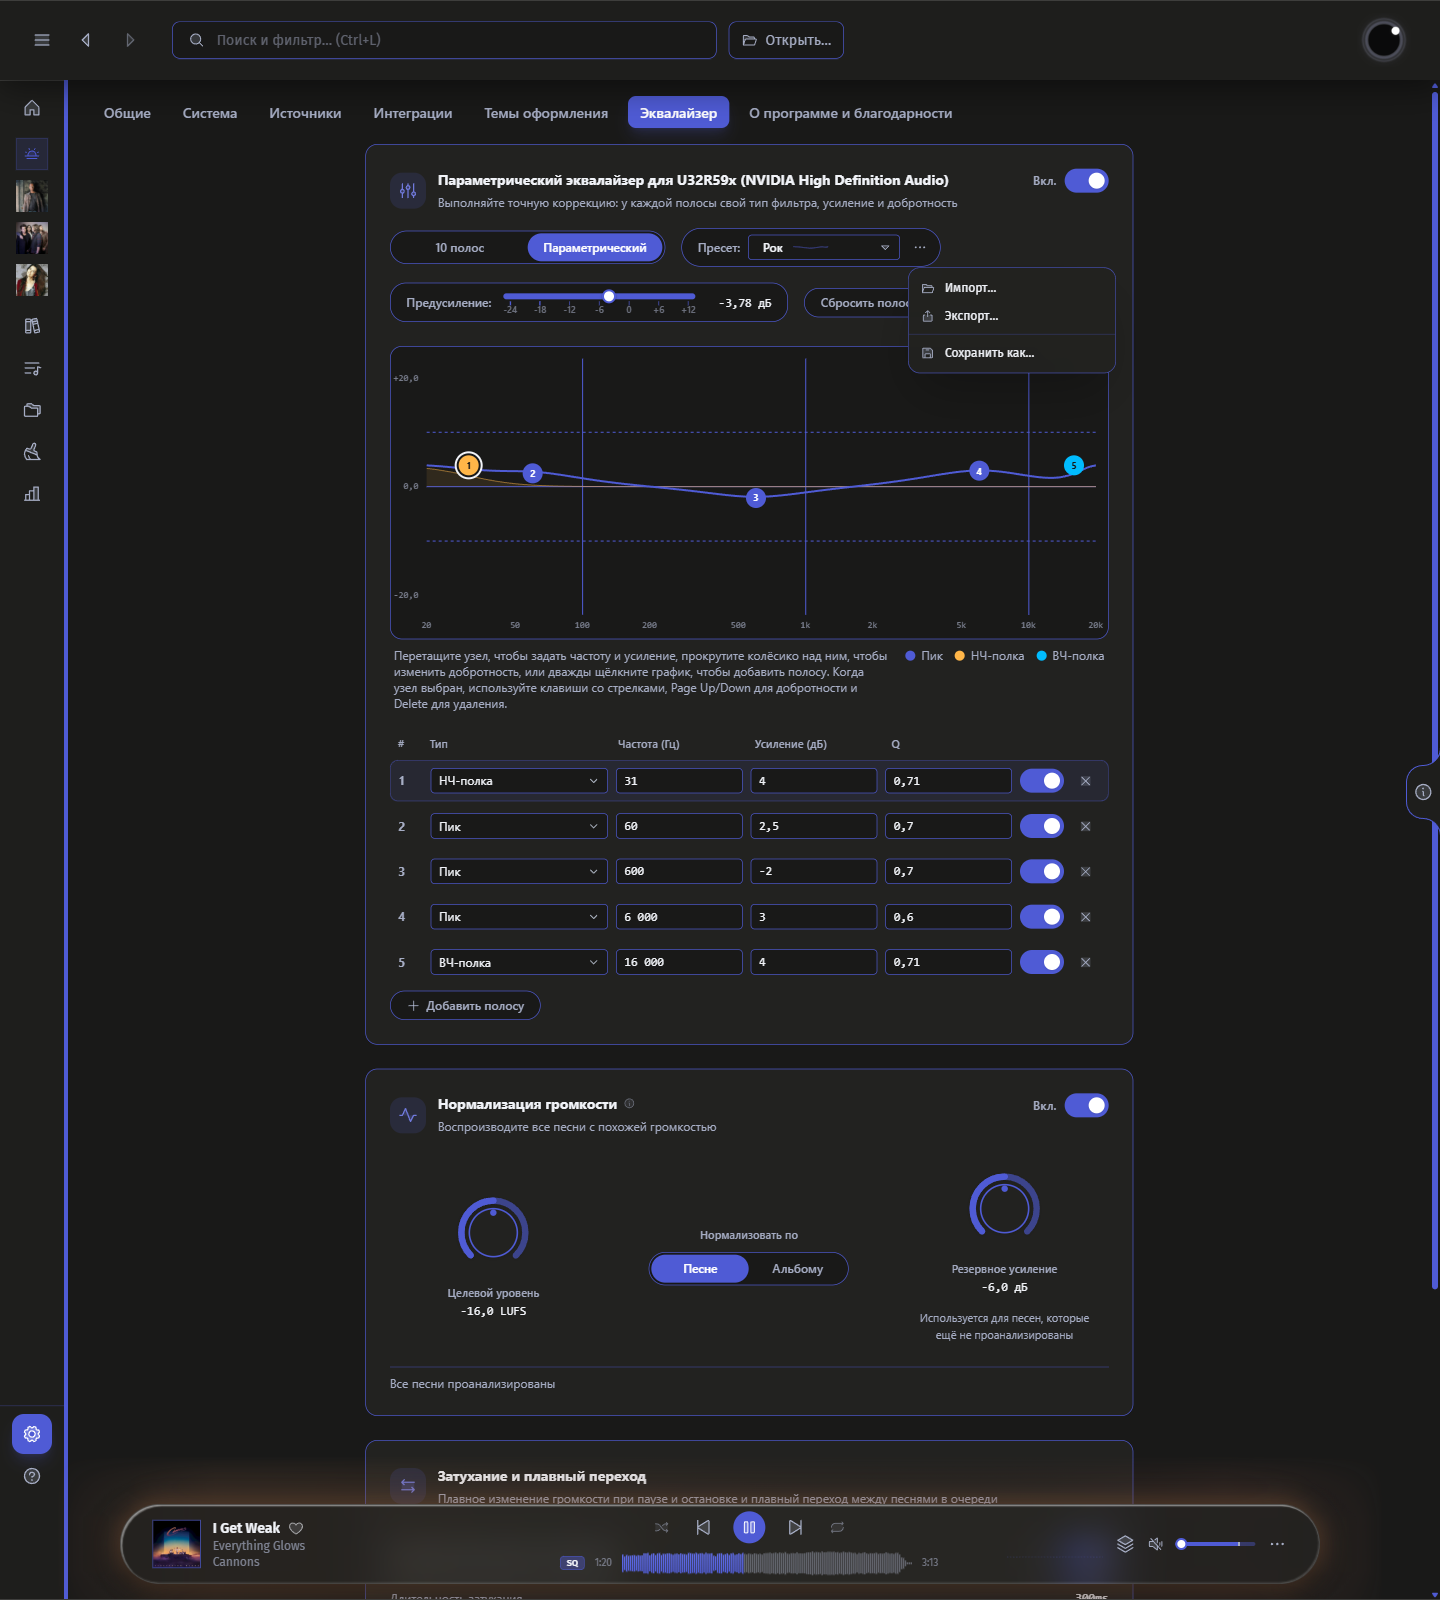 Поиск и фильтр... (Ctrl+L)
Открыть...
Общие
Система
Источники
Интеграции
Темы оформления
Эквалайзер
О программе и благодарности
Параметрический эквалайзер для U32R59x (NVIDIA High Definition Audio)
Вкл.
Выполняйте точную коррекцию: у каждой полосы свой тип фильтра, усиление и добротность
10 полос
Параметрический
Пресет:
Рок
...
Импорт...
Экспорт...
Сохранить как...
Предусиление:
-24 -18 -12 -6 0 +6 +12
-3,78 дБ
Сбросить
+20,0
0,0
-20,0
1
2
3
4
5
20 50 100 200 500 1k 2k 5k 10k 20k
Перетащите узел, чтобы задать частоту и усиление, прокрутите колёсико над ним, чтобы
изменить добротность, или дважды щёлкните график, чтобы добавить полосу. Когда
узел выбран, используйте клавиши со стрелками, Page Up/Down для добротности и
Delete для удаления.
Пик
НЧ-полка
ВЧ-полка
# Тип Частота (Гц) Усиление (дБ) Q
1 НЧ-полка 31 4 0,71
2 Пик 60 2,5 0,7
3 Пик 600 -2 0,7
4 Пик 6 000 3 0,6
5 ВЧ-полка 16 000 4 0,71
Добавить полосу
Нормализация громкости
Вкл.
Воспроизводите все песни с похожей громкостью
Целевой уровень
-16,0 LUFS
Нормализовать по
Песне
Альбому
Резервное усиление
-6,0 дБ
Используется для песен, которые
ещё не проанализированы
Все песни проанализированы
Затухание и плавный переход
Плавное изменение громкости при паузе и остановке и плавный переход между песнями в очереди
I Get Weak
Everything Glows
Cannons
SQ
1:20
3:13